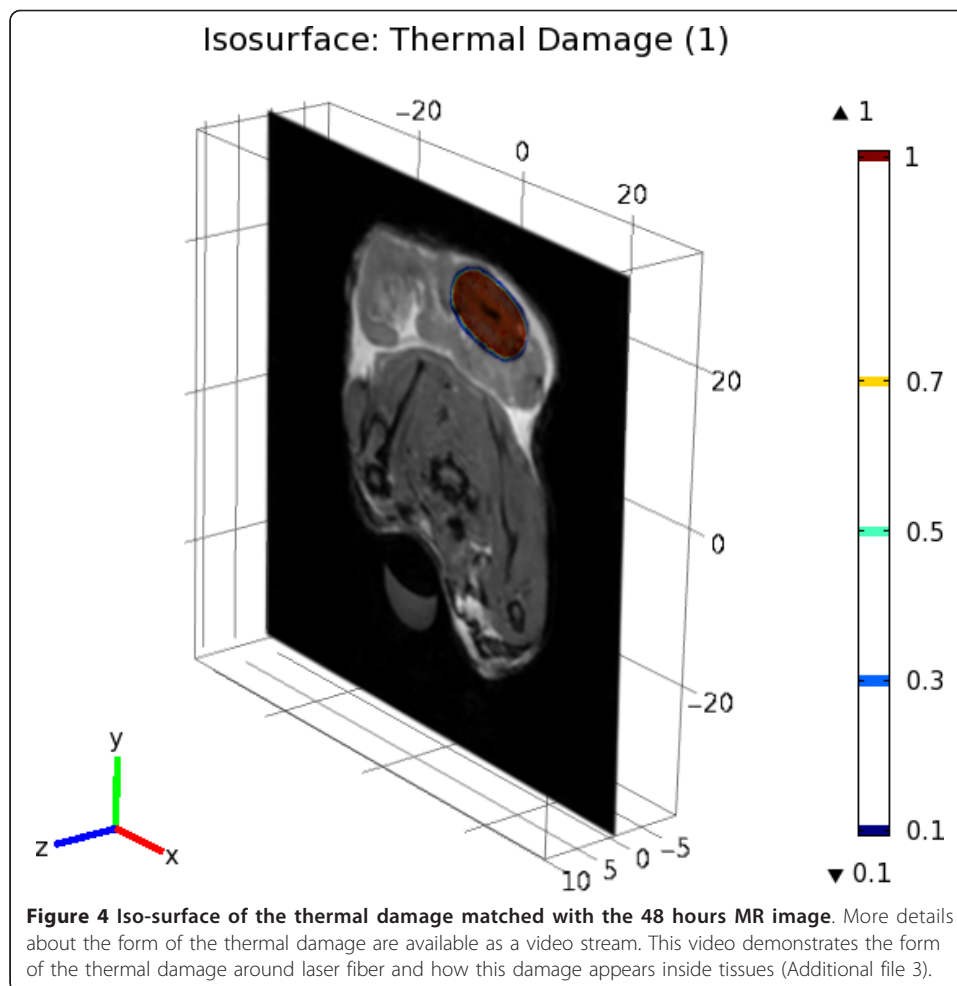 Isosurface: Thermal Damage (1)
−20
0
20
▲ 1
1
0.7
0.5
0.3
0.1
▼ 0.1
20
0
−20
10 5 0 −5
y
z
x
Figure 4 Iso-surface of the thermal damage matched with the 48 hours MR image. More details
about the form of the thermal damage are available as a video stream. This video demonstrates the form
of the thermal damage around laser fiber and how this damage appears inside tissues (Additional file 3).